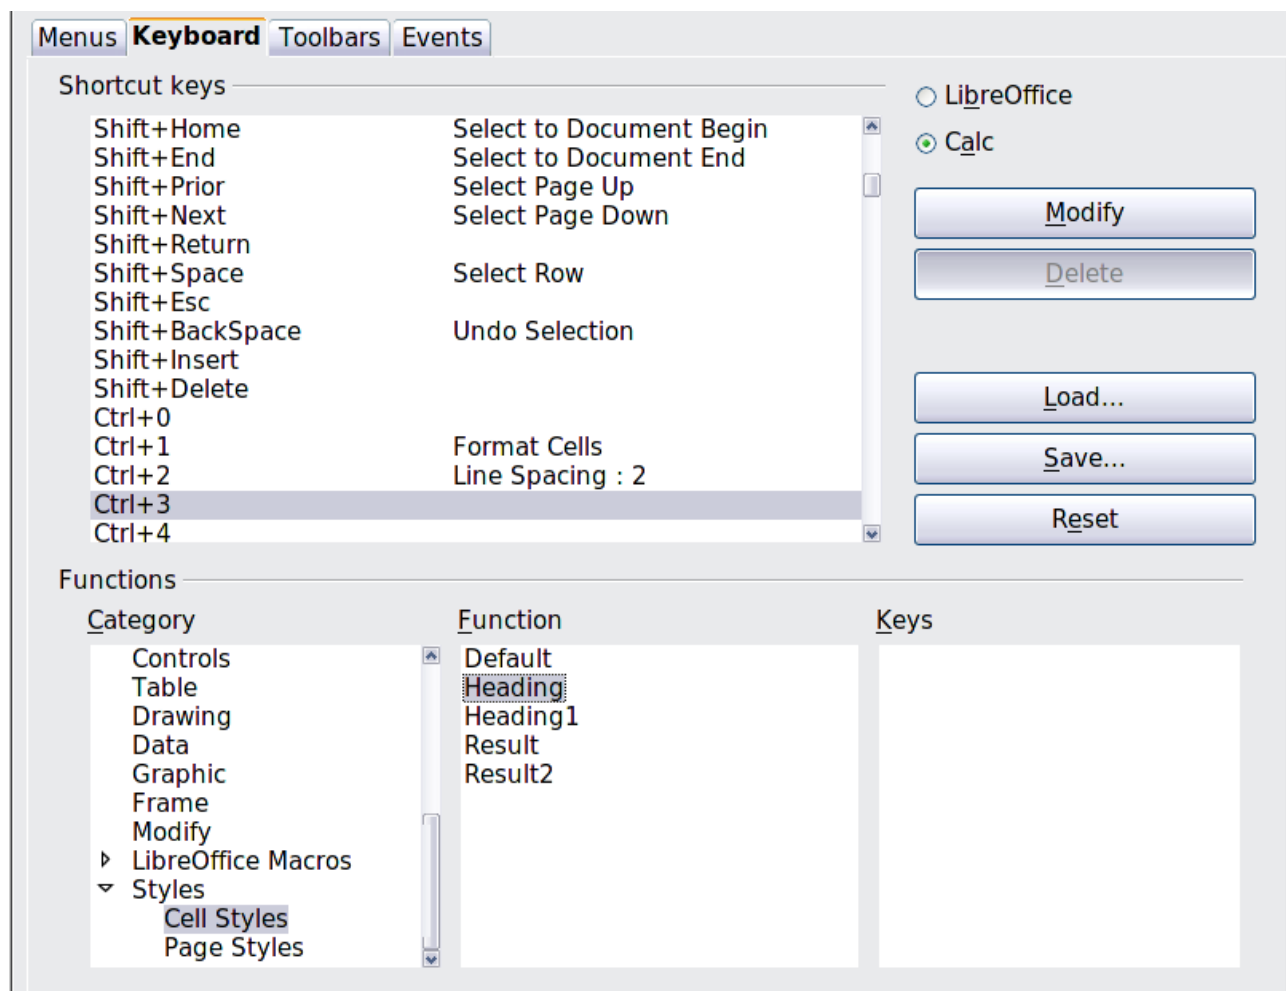 Menus Keyboard Toolbars Events
Shortcut keys
LibreOffice
Calc
Shift+Home Select to Document Begin
Shift+End Select to Document End
Shift+Prior Select Page Up
Shift+Next Select Page Down
Shift+Return
Shift+Space Select Row
Shift+Esc
Shift+BackSpace Undo Selection
Shift+Insert
Shift+Delete
Ctrl+0
Ctrl+1 Format Cells
Ctrl+2 Line Spacing : 2
Ctrl+3
Ctrl+4
Modify
Delete
Load...
Save...
Reset
Functions
Category
Controls
Table
Drawing
Data
Graphic
Frame
Modify
LibreOffice Macros
Styles
Cell Styles
Page Styles
Function
Default
Heading
Heading1
Result
Result2
Keys